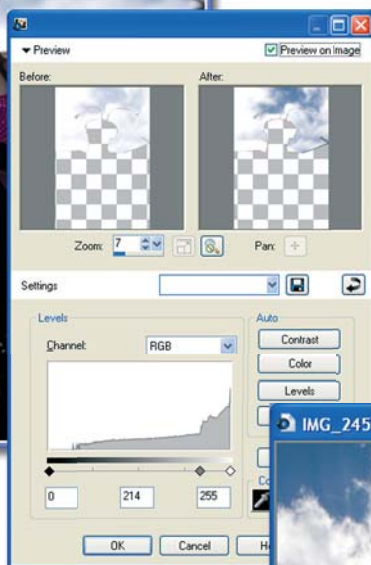 Preview
Preview on Image
Before:
After:
Zoom: 7
Pan:
Settings
Levels
Channel: RGB
0
214
255
Auto
Contrast
Color
Levels
OK
Cancel
IMG_245